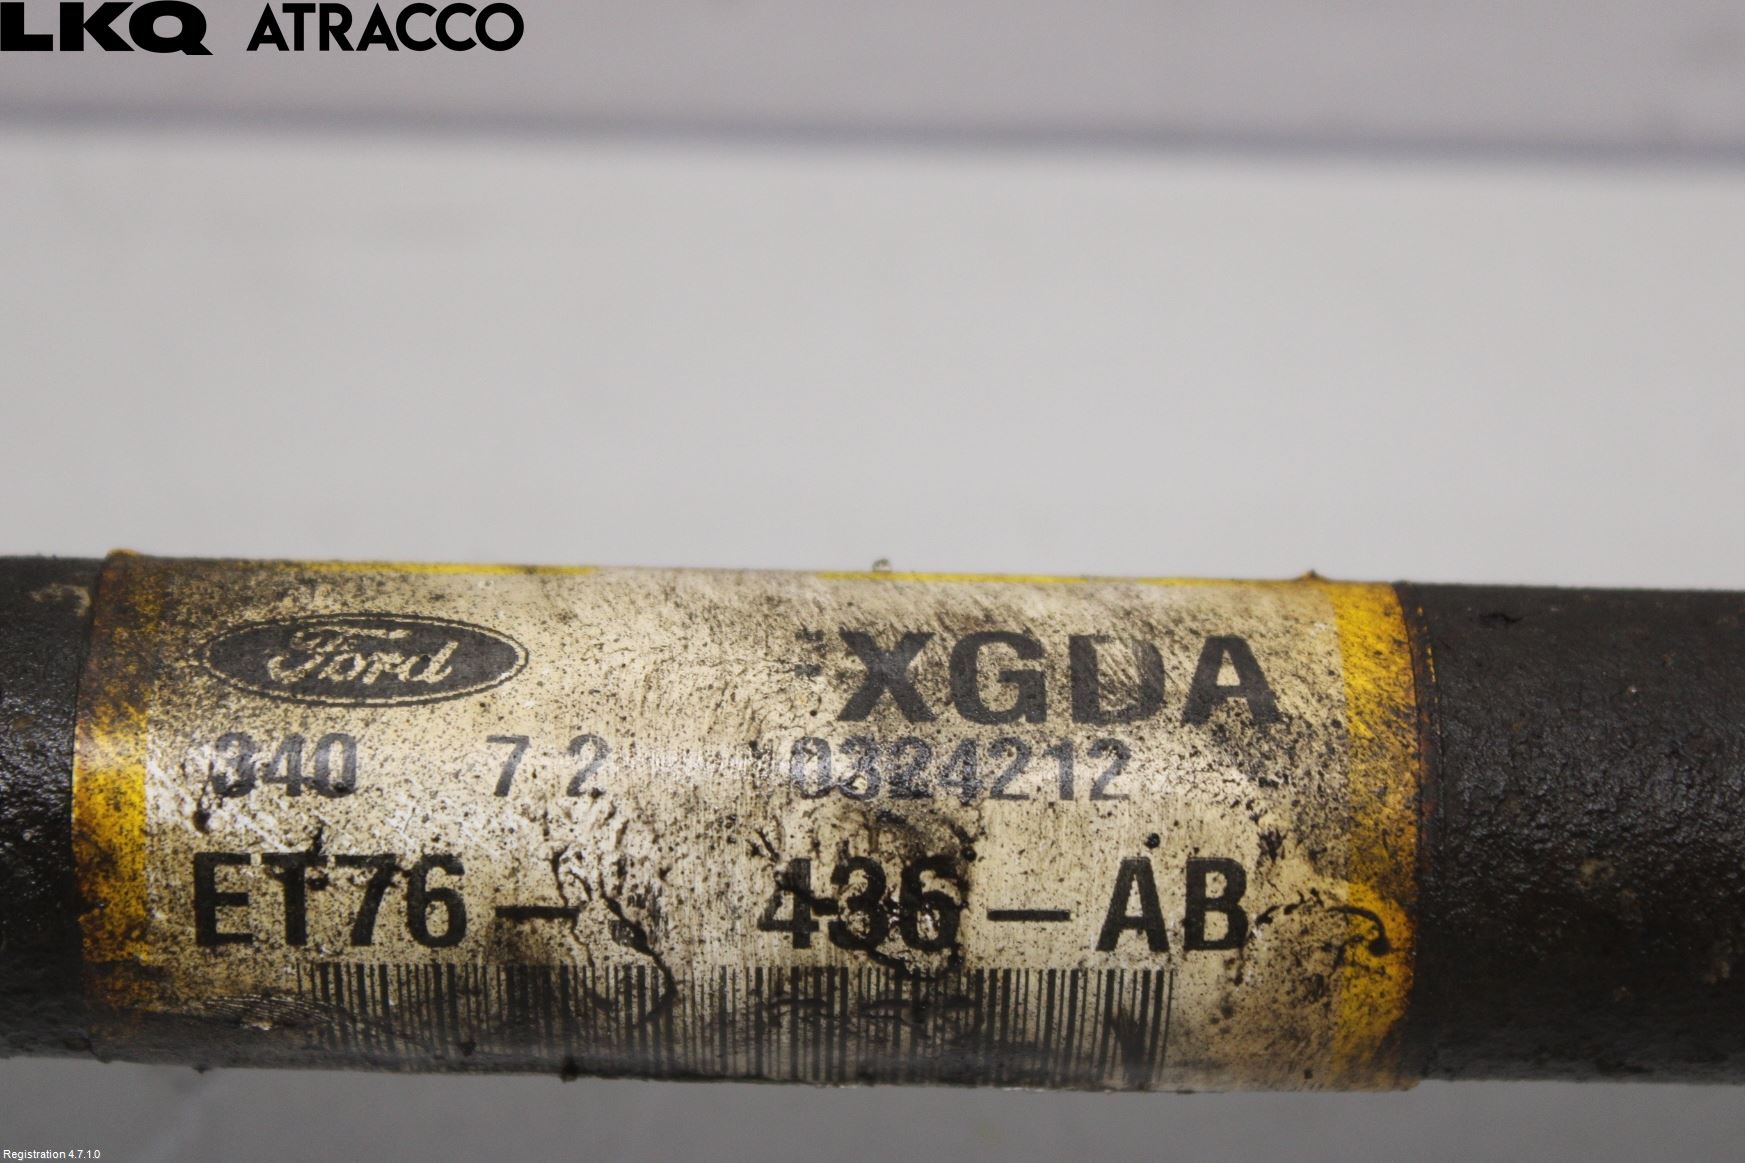 LKQ ATRACCO
Ford XGDA
340 7 2 0324212
ET76- 436-AB
Registration 4.7.1.0